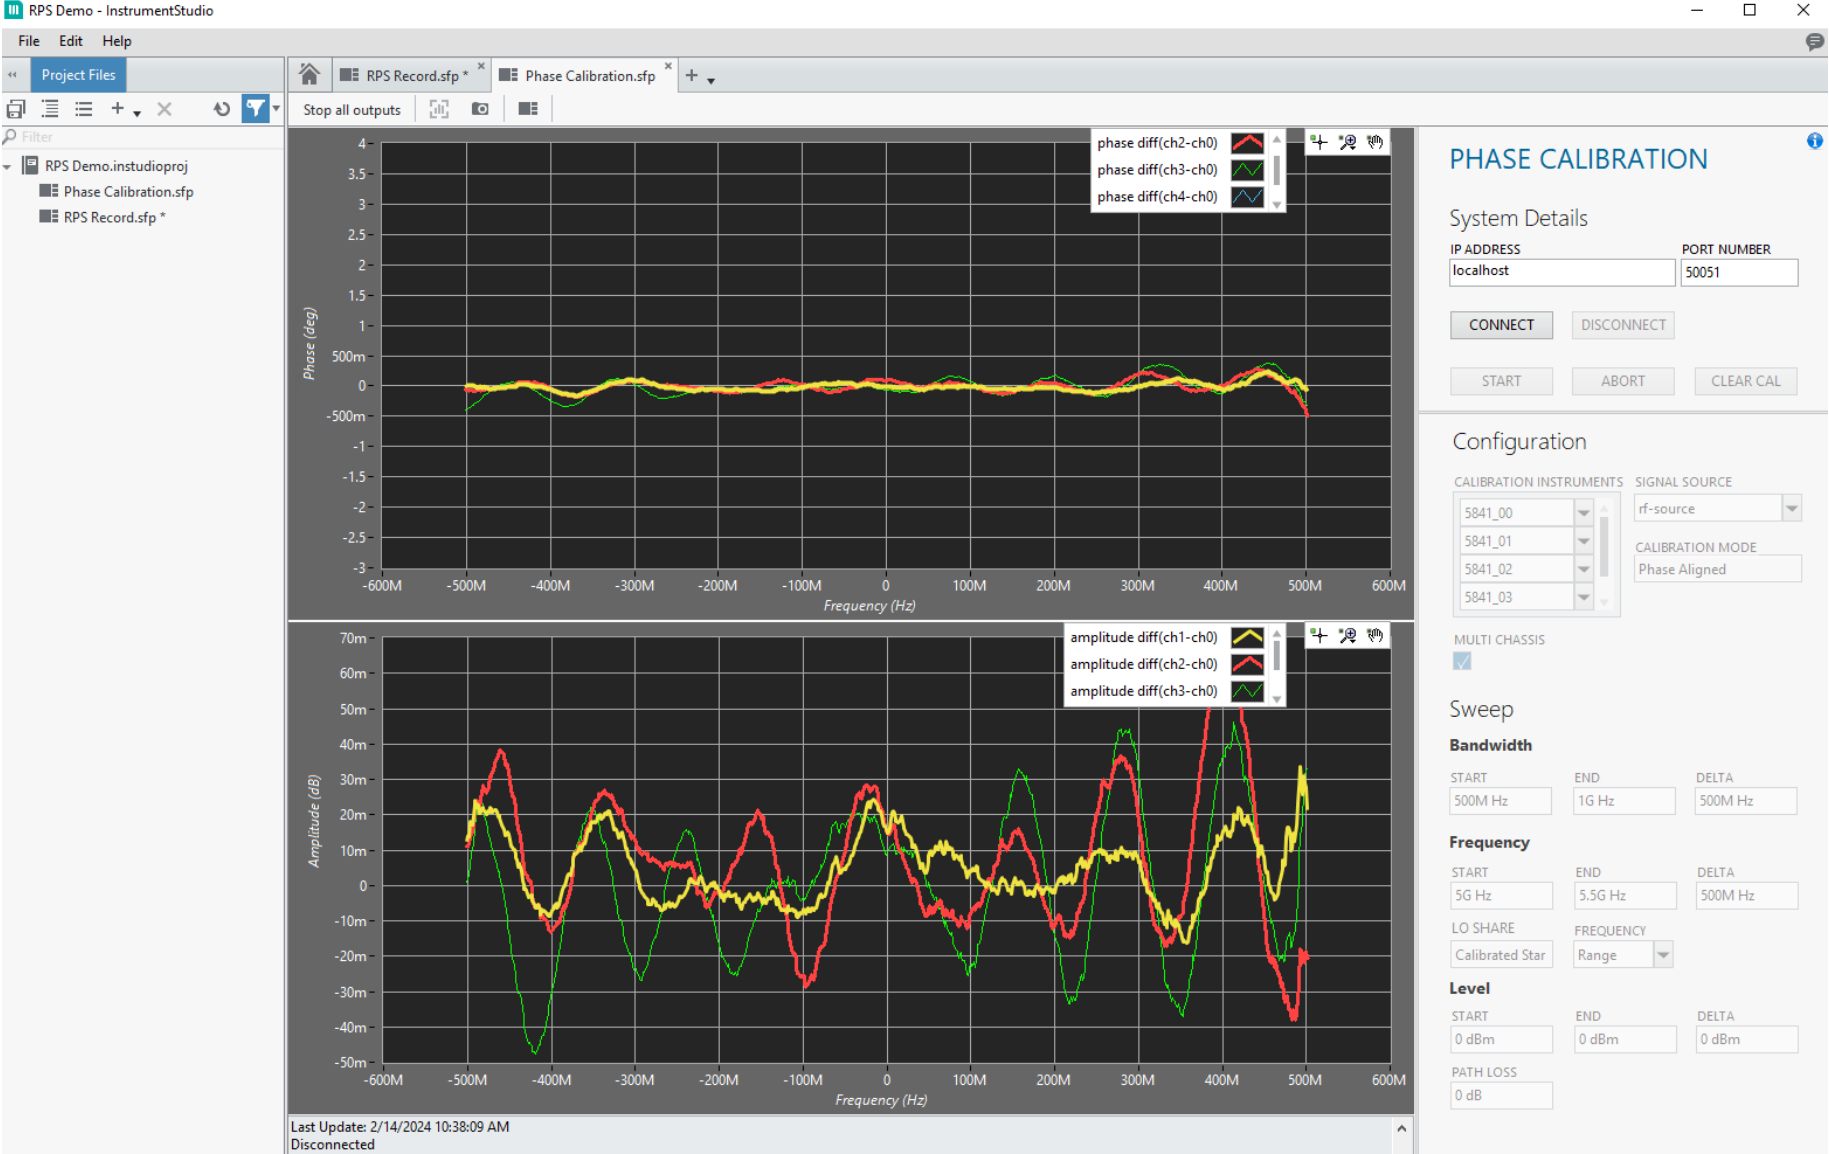 RPS Demo - InstrumentStudio
File Edit Help
Project Files
RPS Record.sfp *
Phase Calibration.sfp
Stop all outputs
Filter
RPS Demo.instudioproj
Phase Calibration.sfp
RPS Record.sfp *
phase diff(ch2-ch0)
phase diff(ch3-ch0)
phase diff(ch4-ch0)
4
3.5
3
2.5
2
1.5
1
500m
0
-500m
-1
-1.5
-2
-2.5
-3
Phase (deg)
-600M -500M -400M -300M -200M -100M 0 100M 200M 300M 400M 500M 600M
Frequency (Hz)
amplitude diff(ch1-ch0)
amplitude diff(ch2-ch0)
amplitude diff(ch3-ch0)
70m
60m
50m
40m
30m
20m
10m
0
-10m
-20m
-30m
-40m
-50m
Amplitude (dB)
-600M -500M -400M -300M -200M -100M 0 100M 200M 300M 400M 500M 600M
Frequency (Hz)
Last Update: 2/14/2024 10:38:09 AM
Disconnected
PHASE CALIBRATION
System Details
IP ADDRESS PORT NUMBER
localhost 50051
CONNECT DISCONNECT
START ABORT CLEAR CAL
Configuration
CALIBRATION INSTRUMENTS SIGNAL SOURCE
5841_00 rf-source
5841_01
CALIBRATION MODE
5841_02 Phase Aligned
5841_03
MULTI CHASSIS
Sweep
Bandwidth
START END DELTA
500M Hz 1G Hz 500M Hz
Frequency
START END DELTA
5G Hz 5.5G Hz 500M Hz
LO SHARE FREQUENCY
Calibrated Star Range
Level
START END DELTA
0 dBm 0 dBm 0 dBm
PATH LOSS
0 dB